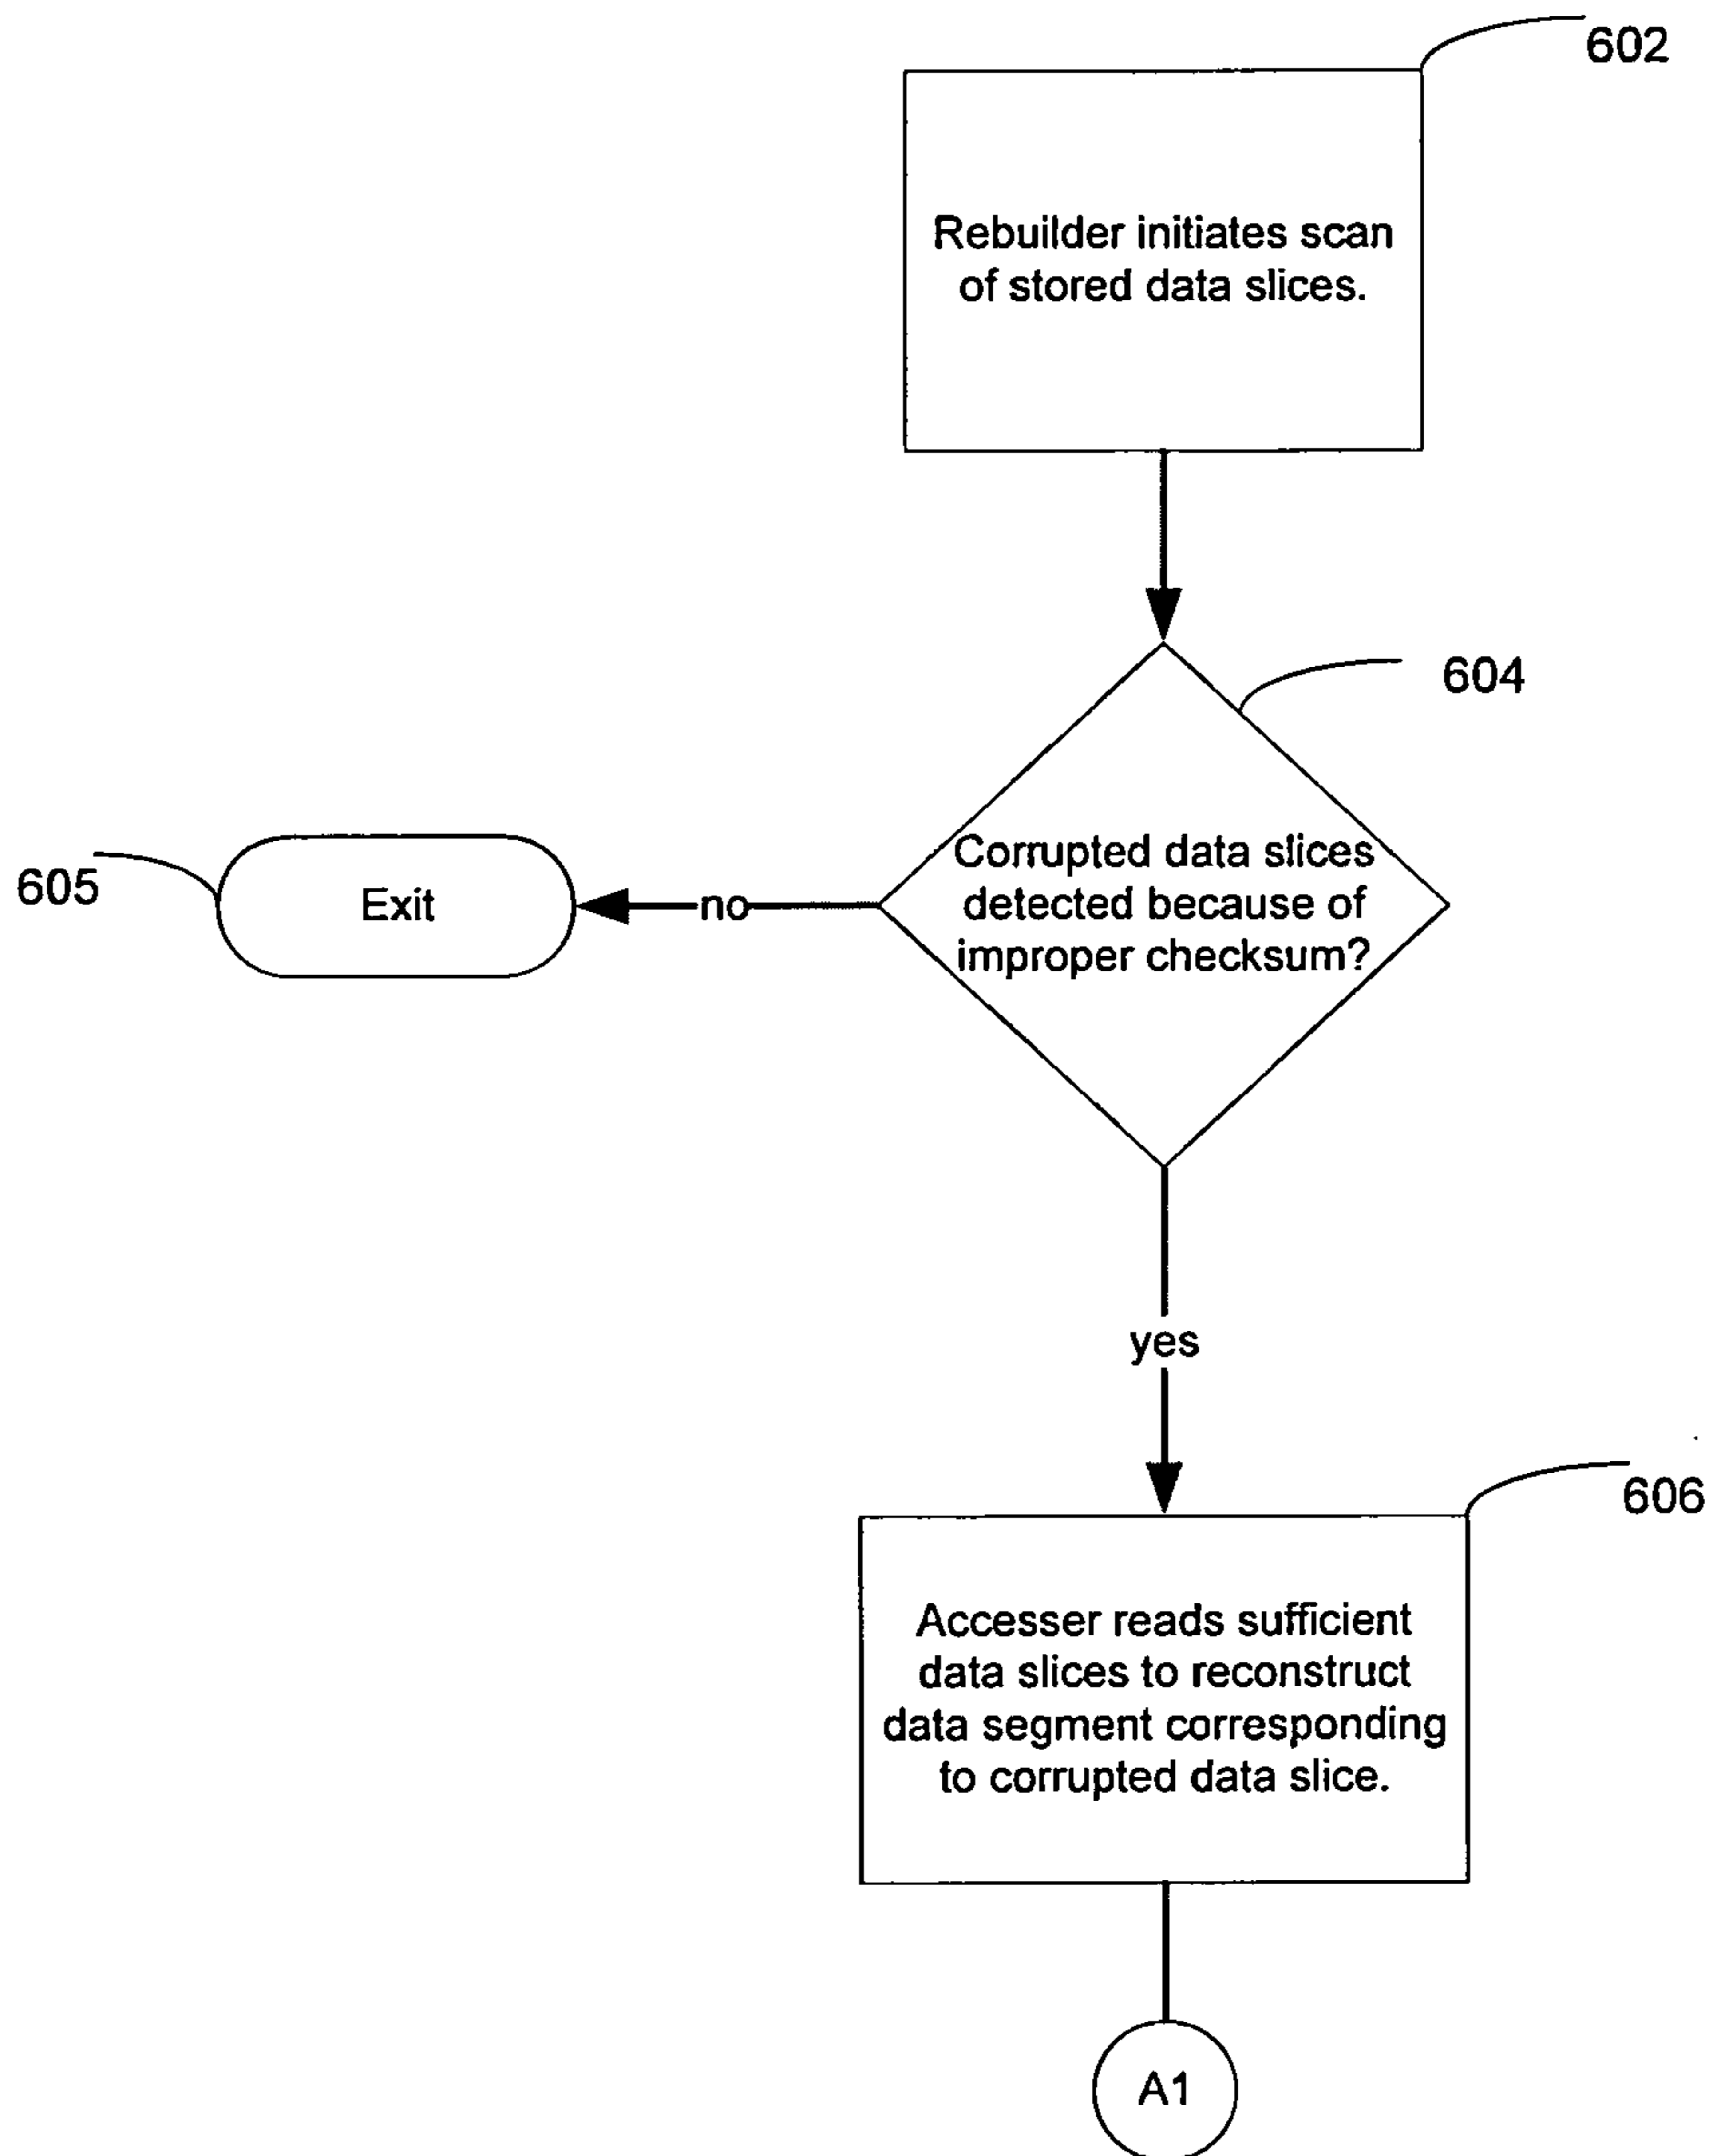 602
Rebuilder initiates scan
of stored data slices.
604
Corrupted data slices
detected because of
improper checksum?
no
605
Exit
yes
606
Accesser reads sufficient
data slices to reconstruct
data segment corresponding
to corrupted data slice.
A1